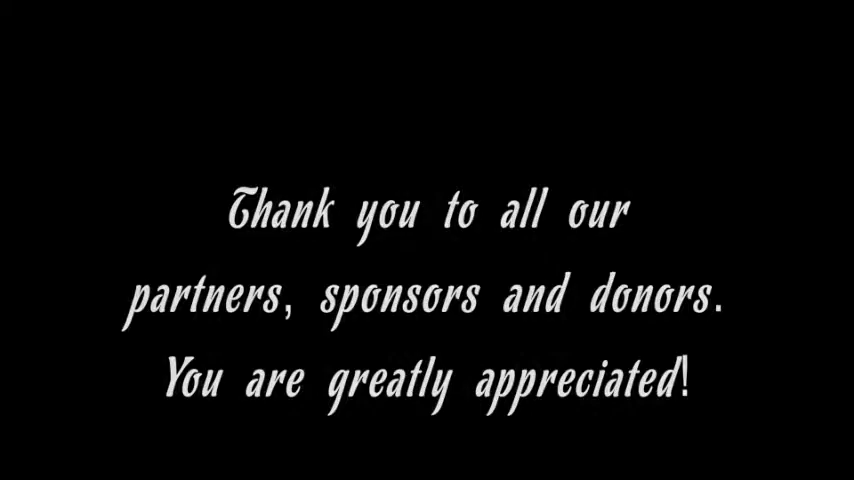 Thank you to all our
partners, sponsors and donors.
You are greatly appreciated!